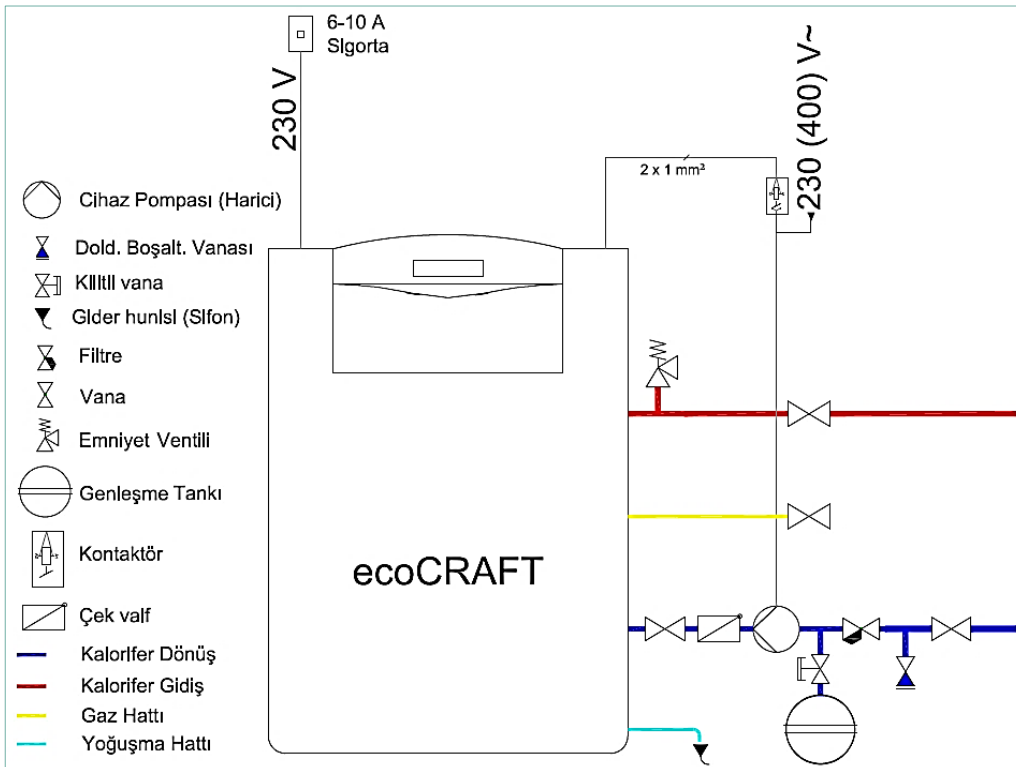 6-10 A
SIgorta
230 V
230 (400) V~
2 x 1 mm²
Cihaz Pompası (Harici)
Dold. Boşalt. Vanası
KIlItlI vana
GIder hunIsI (SIfon)
Filtre
Vana
Emniyet Ventili
Genleşme Tankı
Kontaktör
Çek valf
KalorIfer Dönüş
Kalorifer Gidiş
Gaz Hattı
Yoğuşma Hattı
ecoCRAFT